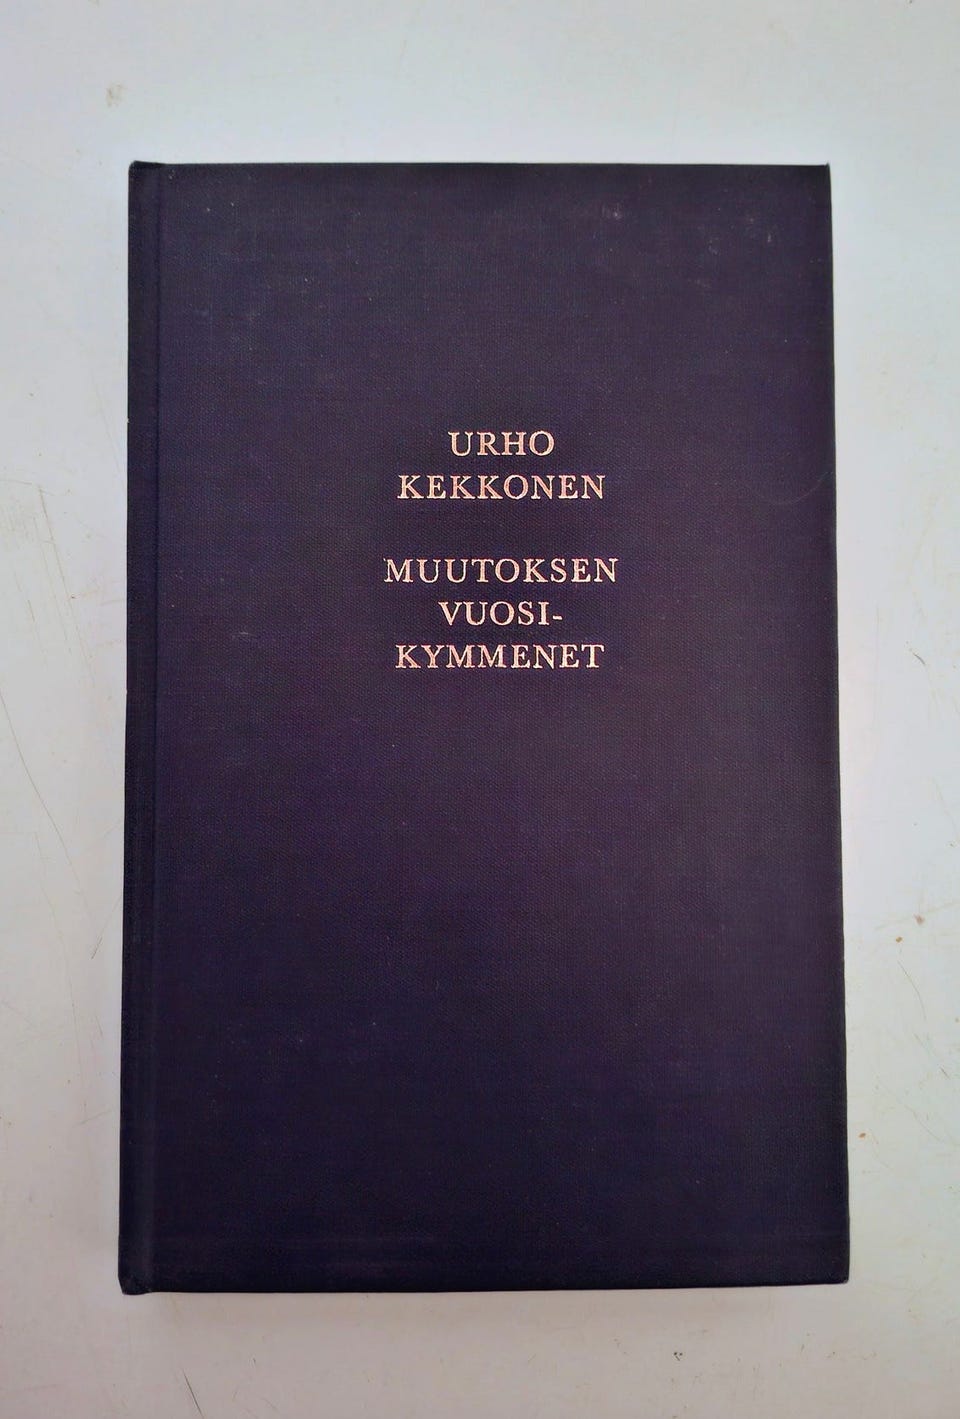 URHO
KEKKONEN
MUUTOKSEN
VUOSI-
KYMMENET